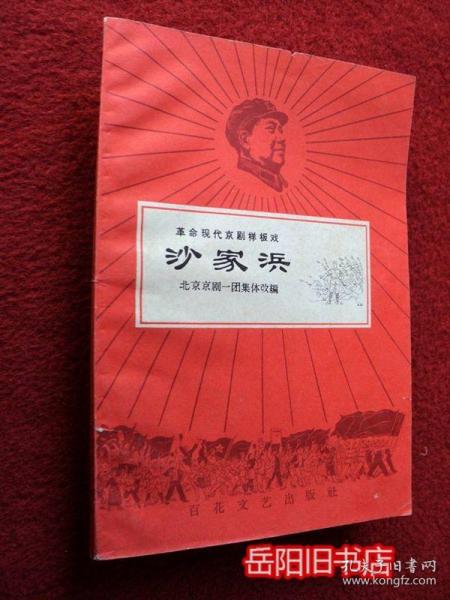 革命现代京剧样板戏
沙家浜
北京京剧一团集体改編
百花文艺出版社
岳阳旧书店
孔夫子旧书网
www.kongfz.com